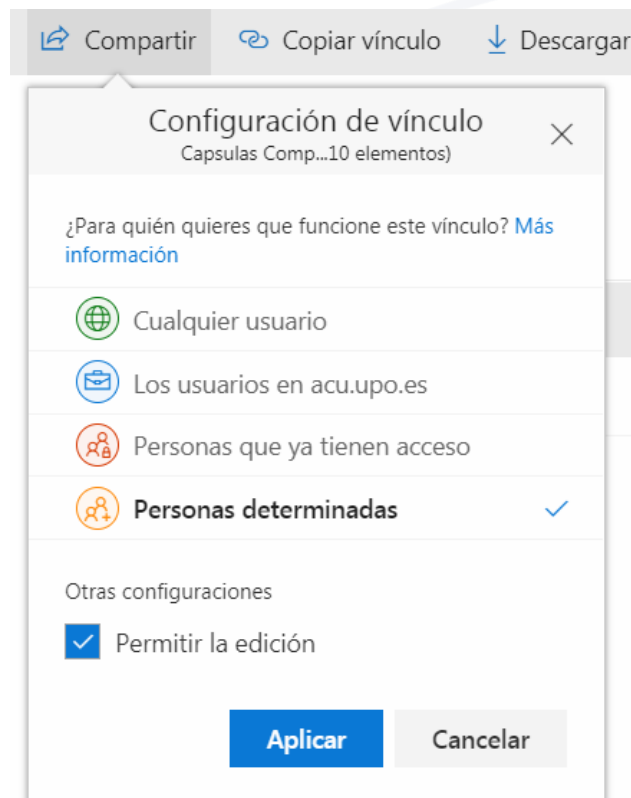 Compartir Copiar vínculo Descargar
Configuración de vínculo
Capsulas Comp...10 elementos)
¿Para quién quieres que funcione este vínculo? Más
información
Cualquier usuario
Los usuarios en acu.upo.es
Personas que ya tienen acceso
Personas determinadas
Otras configuraciones
Permitir la edición
Aplicar Cancelar